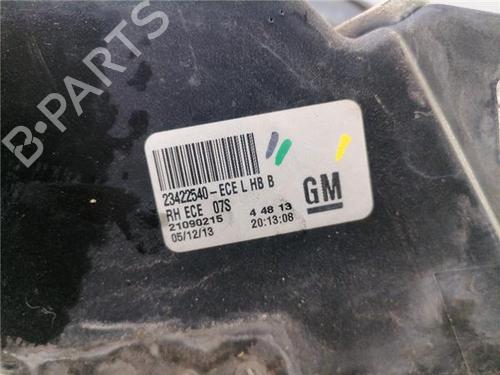 B-PARTS
23422540-ECE L HB B
RH ECE 07S 4 48 13
21090215 20:13:08
05/12/13
GM